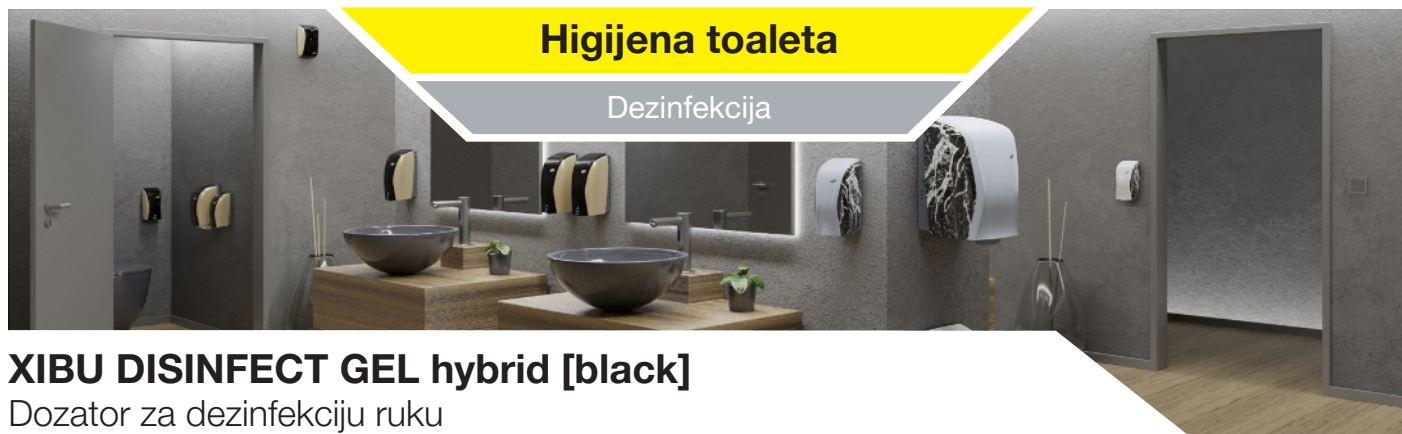 Higijena toaleta
Dezinfekcija
XIBU DISINFECT GEL hybrid [black]
Dozator za dezinfekciju ruku